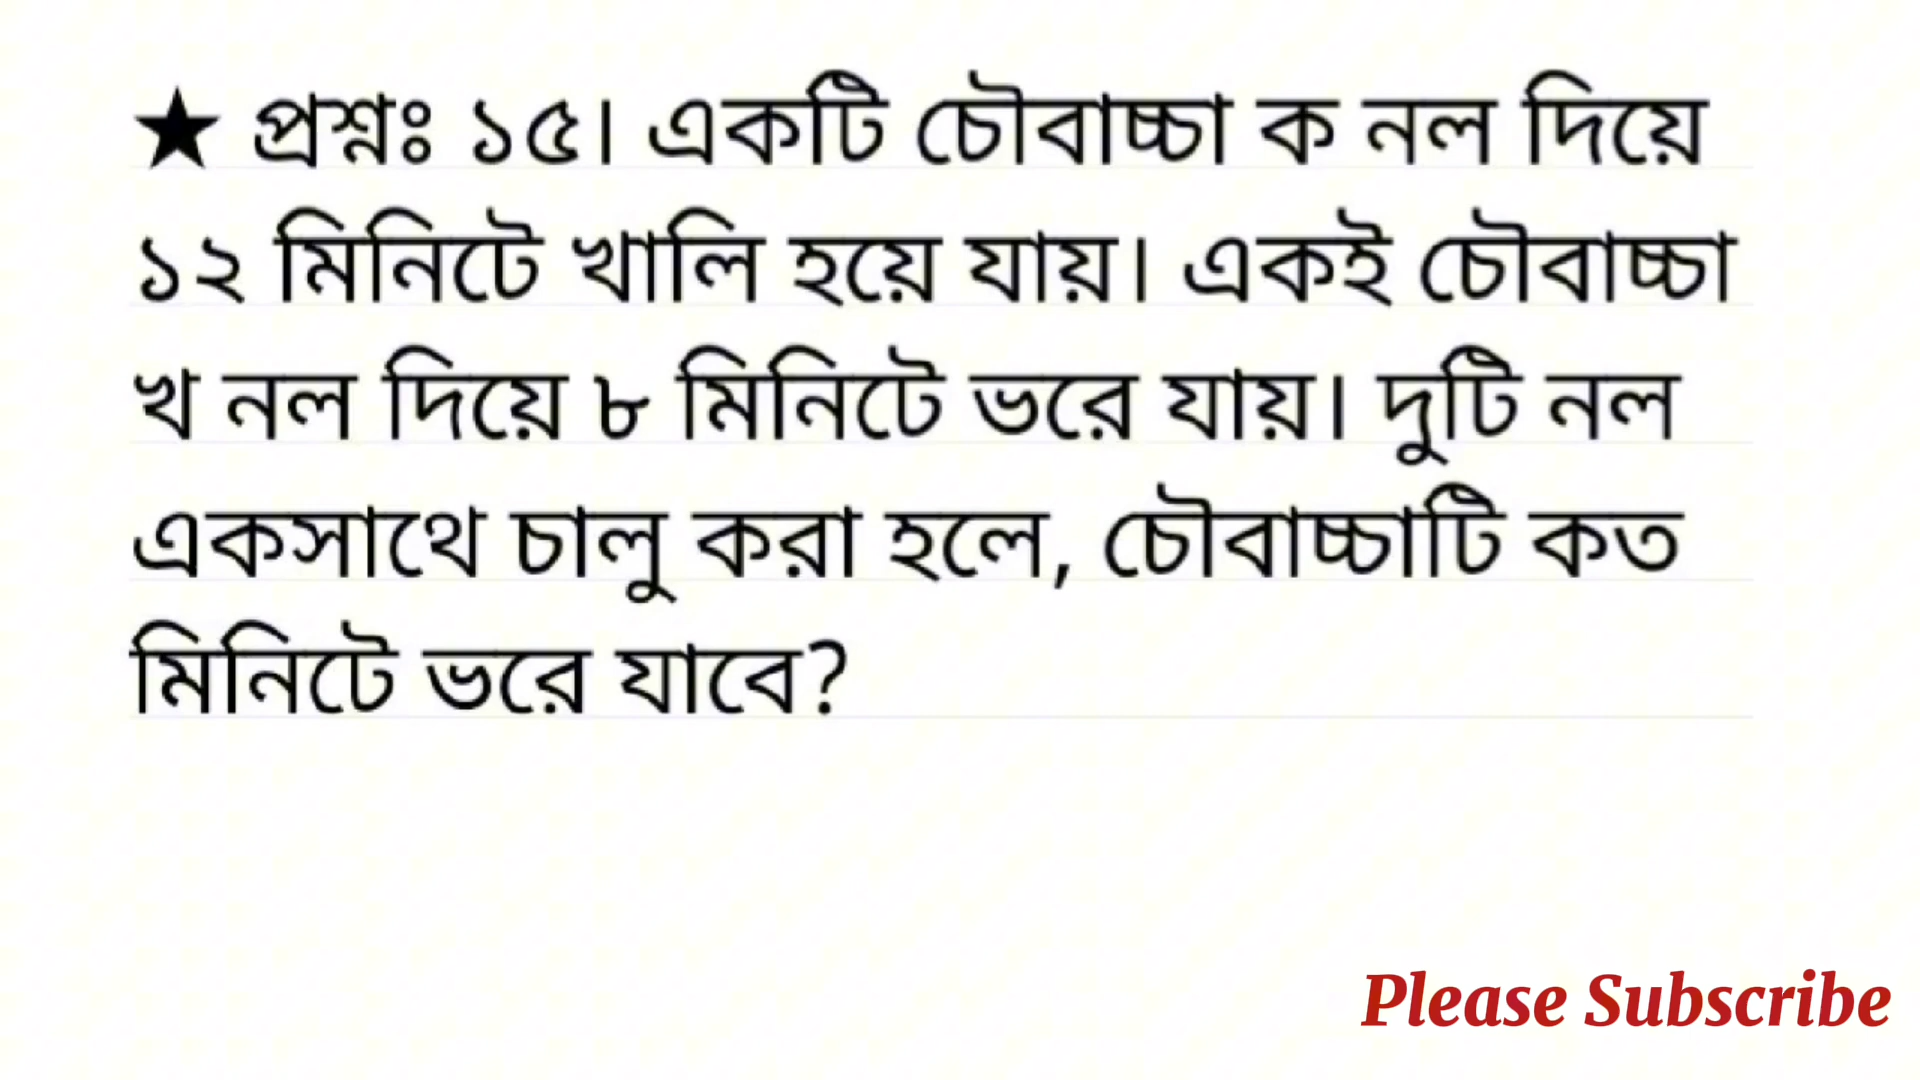 ★ প্রশ্নঃ ১৫। একটি চৌবাচ্চা ক নল দিয়ে
১২ মিনিটে খালি হয়ে যায়। একই চৌবাচ্চা
খ নল দিয়ে ৮ মিনিটে ভরে যায়। দুটি নল
একসাথে চালু করা হলে, চৌবাচ্চাটি কত
মিনিটে ভরে যাবে?
Please Subscribe